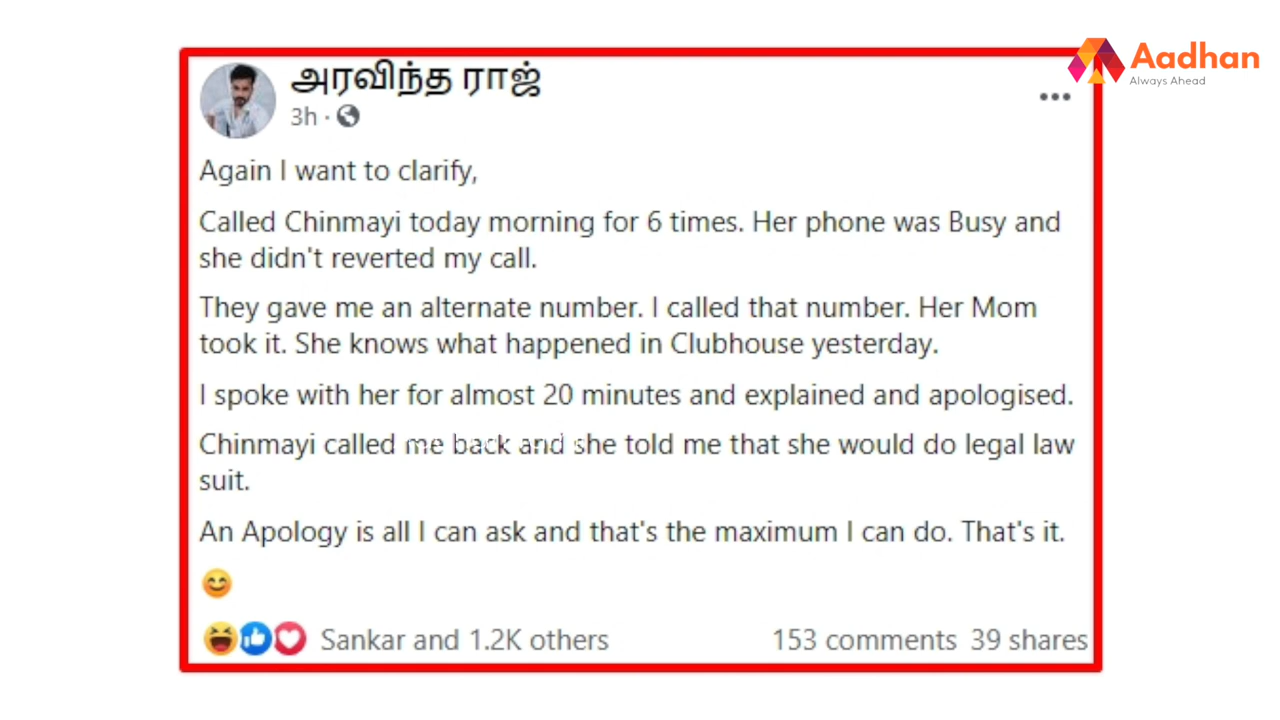 Aadhan
Always Ahead
அரவிந்த ராஜ்
3h ·
Again I want to clarify,
Called Chinmayi today morning for 6 times. Her phone was Busy and
she didn't reverted my call.
They gave me an alternate number. I called that number. Her Mom
took it. She knows what happened in Clubhouse yesterday.
I spoke with her for almost 20 minutes and explained and apologised.
Chinmayi called me back and she told me that she would do legal law
suit.
An Apology is all I can ask and that's the maximum I can do. That's it.
😊
Sankar and 1.2K others 153 comments 39 shares